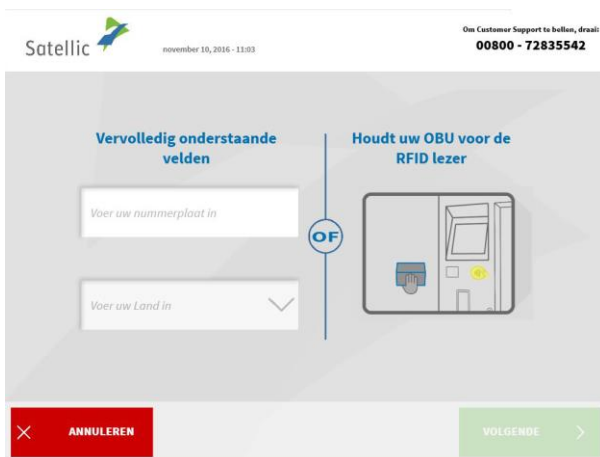 Satellic
november 10, 2016 - 11:03
Om Customer Support te bellen, draai:
00800 - 72835542
Vervolledig onderstaande
velden
Voer uw nummerplaat in
Voer uw Land in
OF
Houdt uw OBU voor de
RFID lezer
ANNULEREN
VOLGENDE